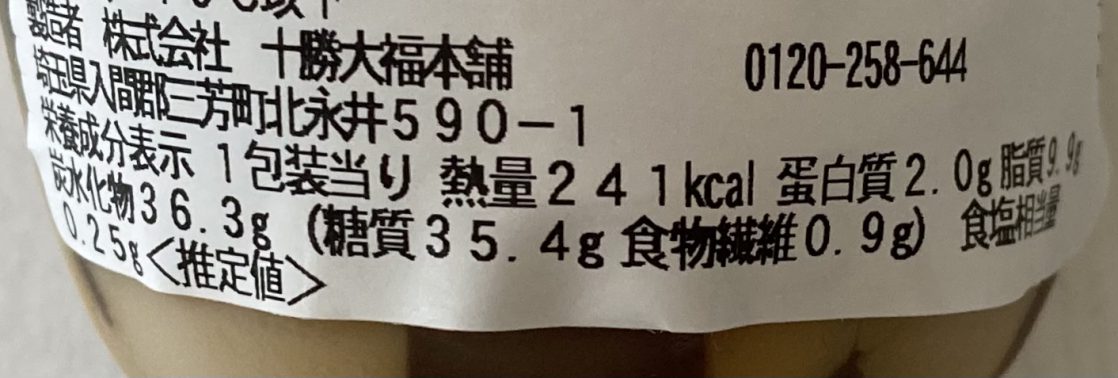 製造者 株式会社 十勝大福本舗 0120-258-644
埼玉県入間郡三芳町北永井590-1
栄養成分表示 1包装当り 熱量241kcal 蛋白質2.0g 脂質9.9g
炭水化物36.3g (糖質35.4g 食物繊維0.9g) 食塩相当量
0.25g<推定値>